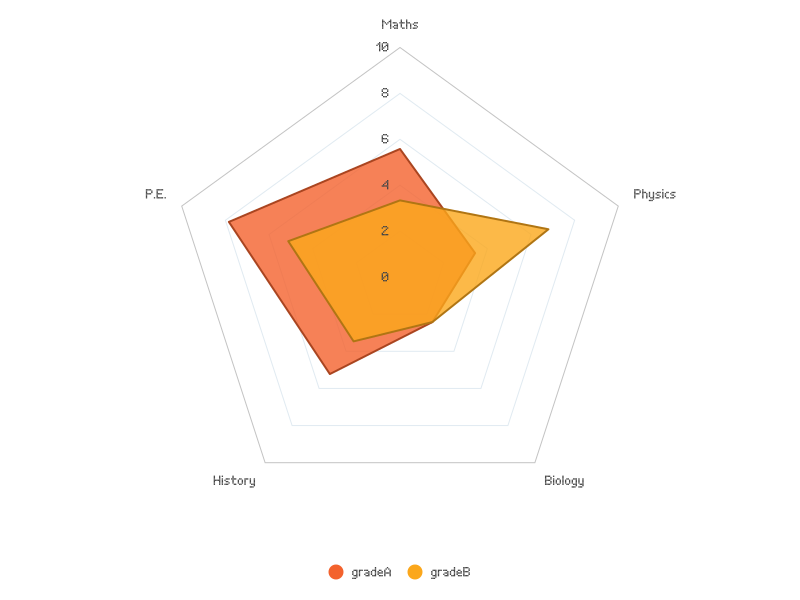 Maths
10
8
6
4
2
0
P.E.
Physics
History
Biology
gradeA
gradeB